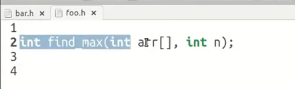 bar.h foo.h
1
2 int find_max(int arr[], int n);
3
4